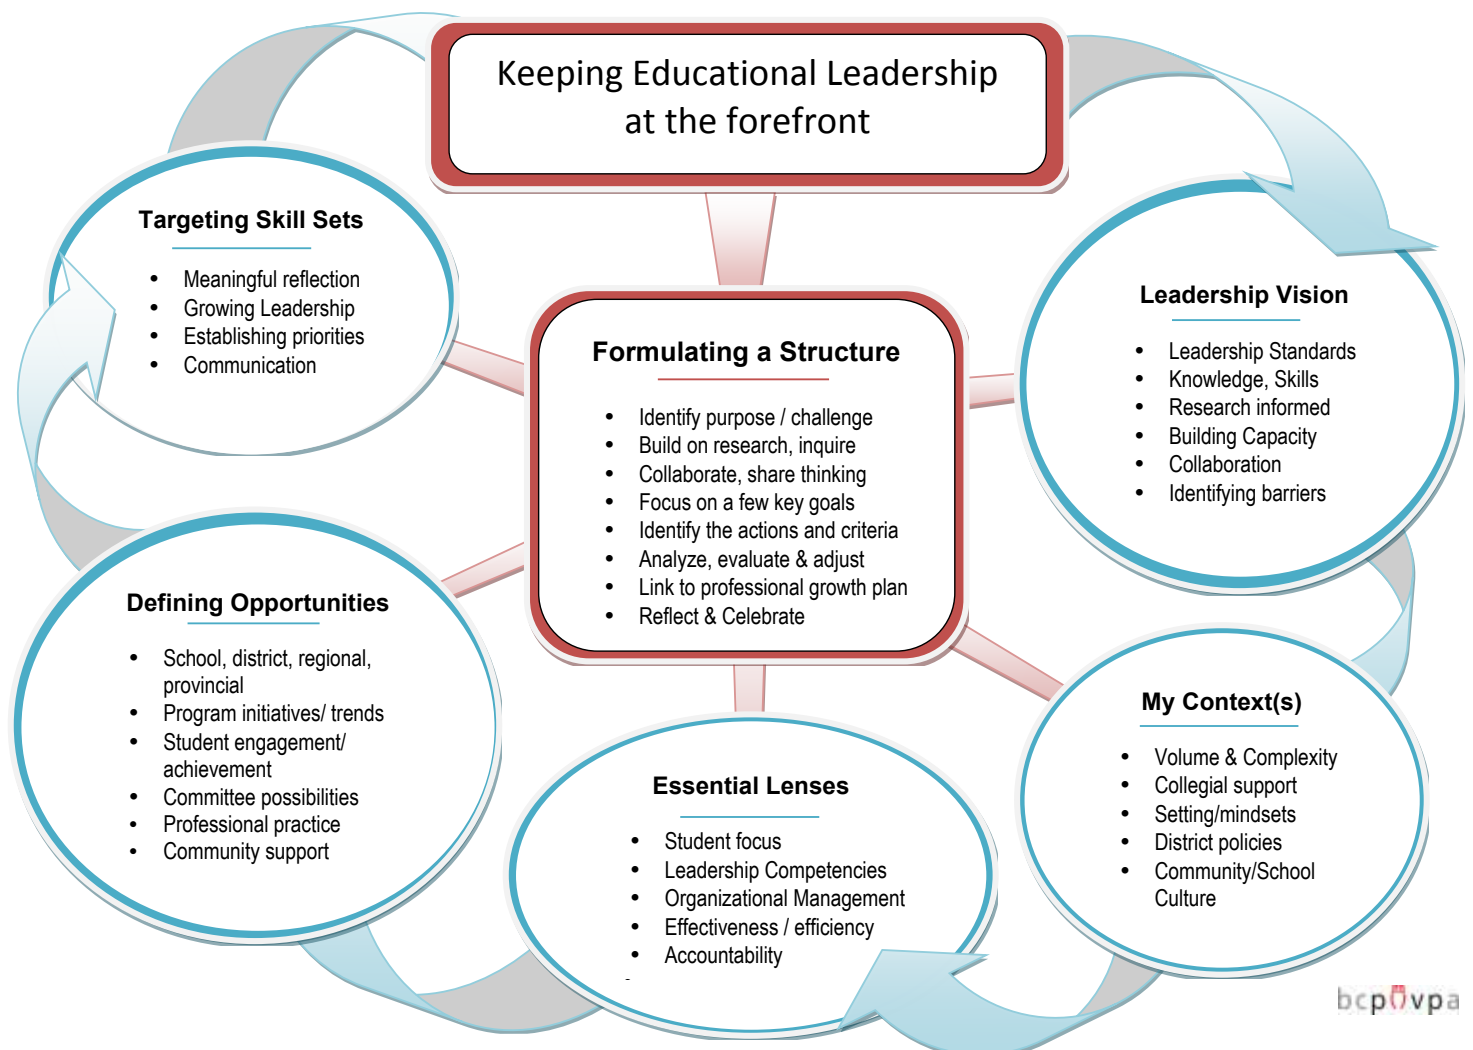 Keeping Educational Leadership
at the forefront
Targeting Skill Sets
• Meaningful reflection
• Growing Leadership
• Establishing priorities
• Communication
Leadership Vision
• Leadership Standards
• Knowledge, Skills
• Research informed
• Building Capacity
• Collaboration
• Identifying barriers
Formulating a Structure
• Identify purpose / challenge
• Build on research, inquire
• Collaborate, share thinking
• Focus on a few key goals
• Identify the actions and criteria
• Analyze, evaluate & adjust
• Link to professional growth plan
• Reflect & Celebrate
Defining Opportunities
• School, district, regional,
provincial
• Program initiatives/ trends
• Student engagement/
achievement
• Committee possibilities
• Professional practice
• Community support
Essential Lenses
• Student focus
• Leadership Competencies
• Organizational Management
• Effectiveness / efficiency
• Accountability
My Context(s)
• Volume & Complexity
• Collegial support
• Setting/mindsets
• District policies
• Community/School
Culture
bcpvpa